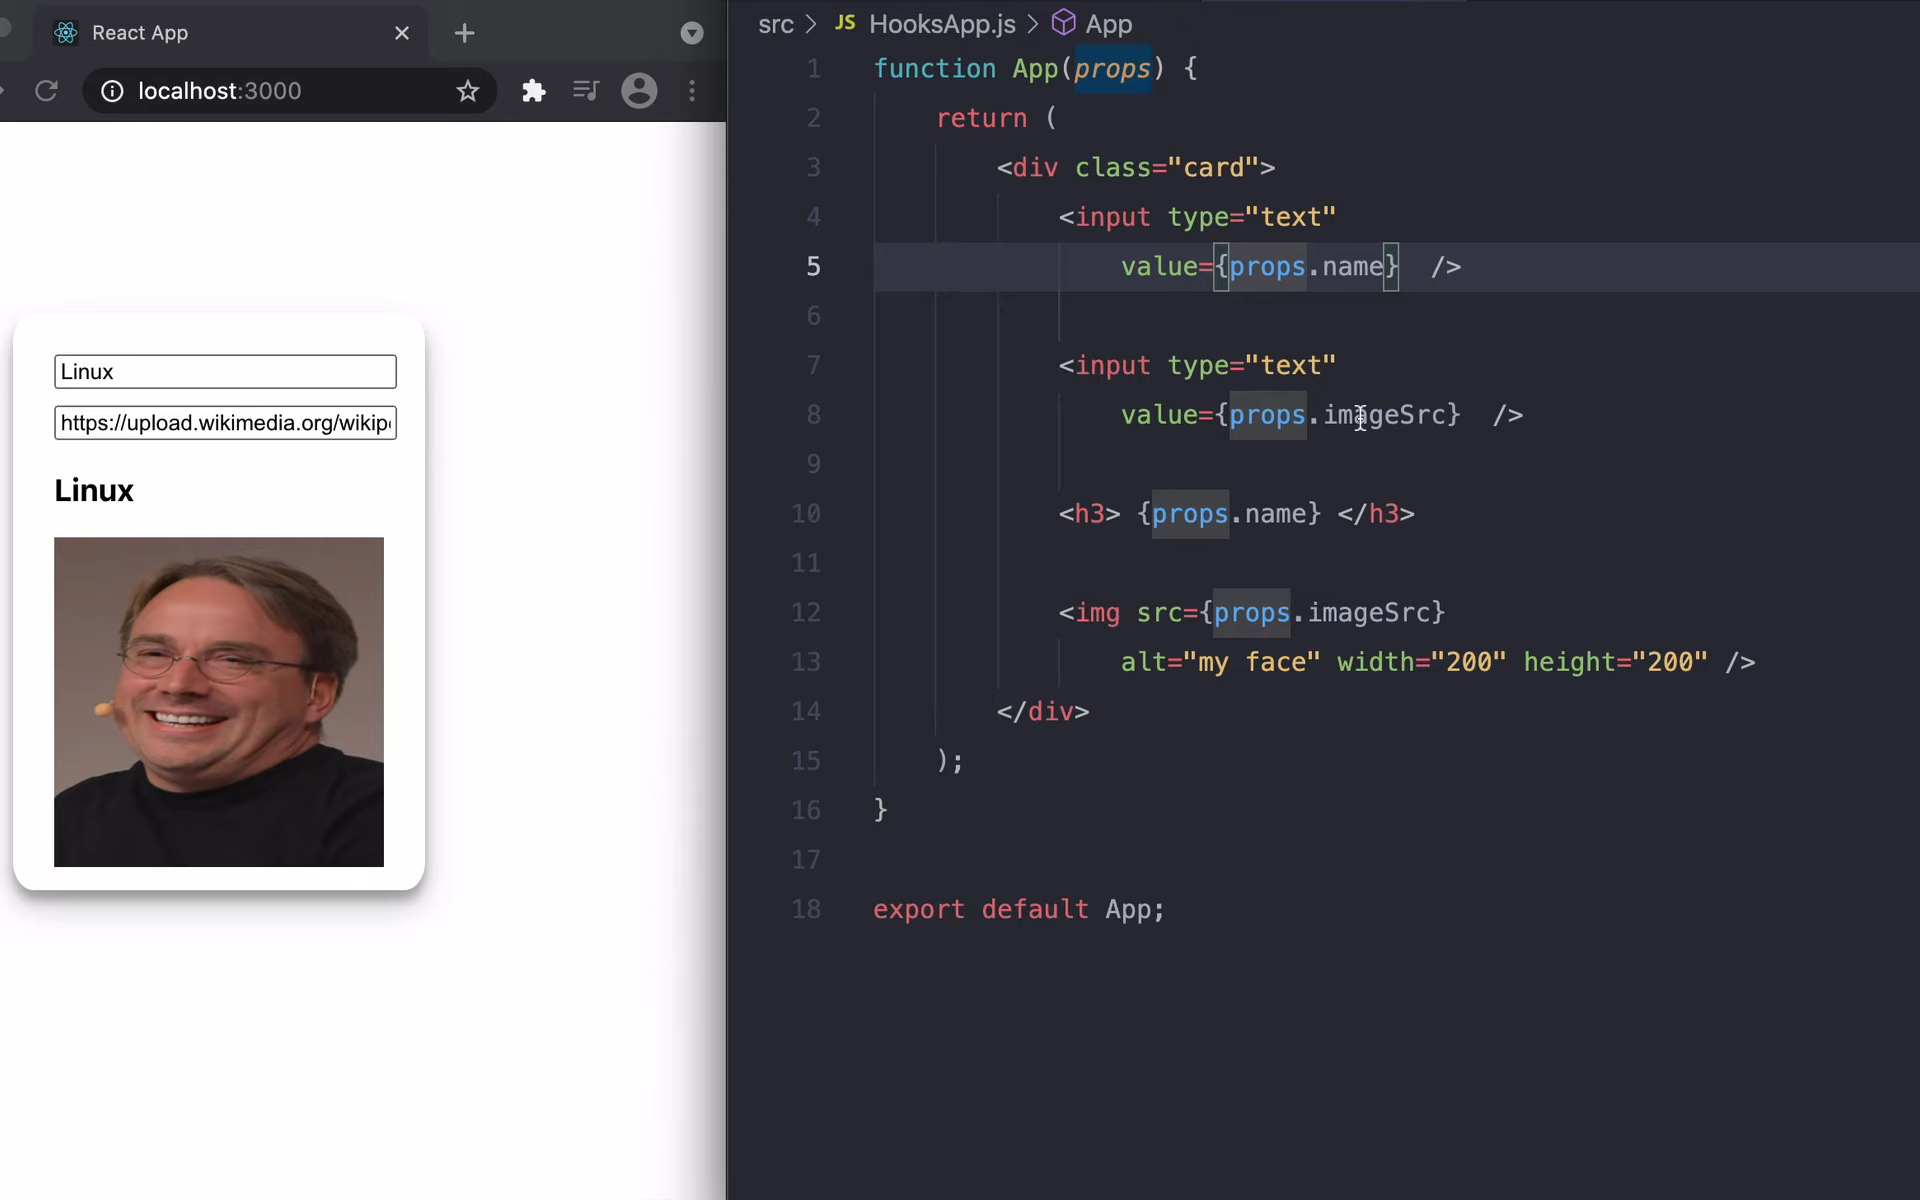 React App
localhost:3000
Linux
https://upload.wikimedia.org/wikip
Linux
src > JS HooksApp.js > App
1 function App(props) {
2 return (
3 <div class="card">
4 <input type="text"
5 value={props.name}  />
6
7 <input type="text"
8 value={props.imageSrc}  />
9
10 <h3> {props.name} </h3>
11
12 <img src={props.imageSrc}
13 alt="my face" width="200" height="200" />
14 </div>
15 );
16 }
17
18 export default App;